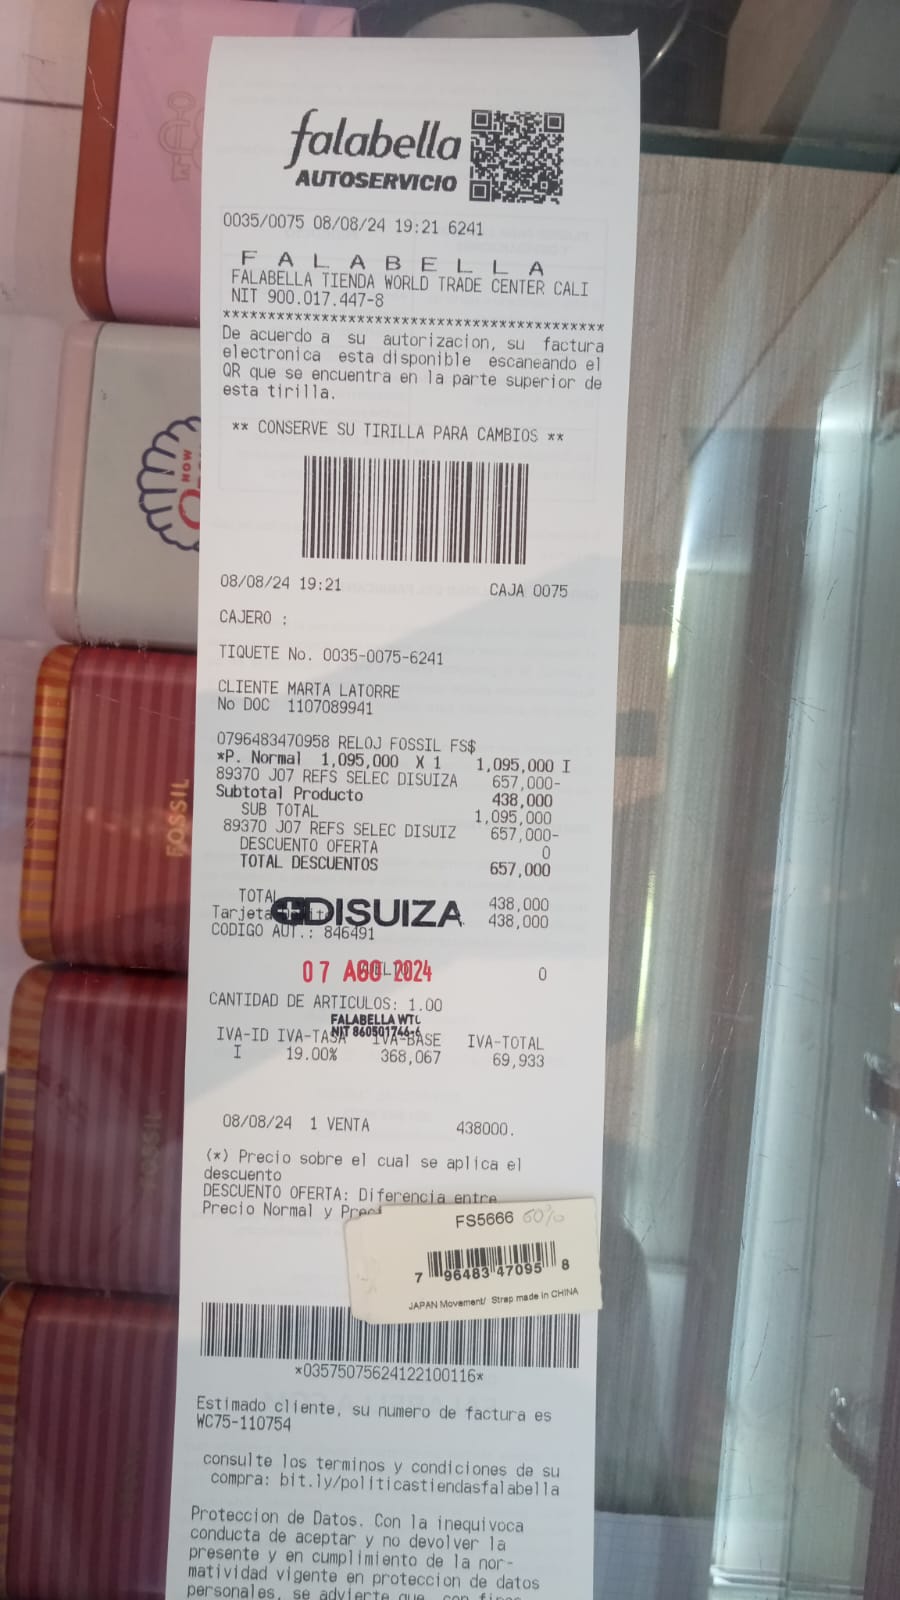 falabella
AUTOSERVICIO
0035/0075 08/08/24 19:21 6241
F A L A B E L L A
FALABELLA TIENDA WORLD TRADE CENTER CALI
NIT 900.017.447-8
******************************************
De acuerdo a su autorizacion, su factura
electronica esta disponible escaneando el
QR que se encuentra en la parte superior de
esta tirilla.
** CONSERVE SU TIRILLA PARA CAMBIOS **
NOW
08/08/24 19:21 CAJA 0075
CAJERO :
TIQUETE No. 0035-0075-6241
CLIENTE MARTA LATORRE
No DOC 1107089941
0796483470958 RELOJ FOSSIL FS$
*P. Normal 1,095,000 X 1 1,095,000 I
89370 J07 REFS SELEC DISUIZA 657,000-
Subtotal Producto 438,000
SUB TOTAL 1,095,000
89370 J07 REFS SELEC DISUIZ 657,000-
DESCUENTO OFERTA 0
TOTAL DESCUENTOS 657,000
FOSSIL
TOTAL 438,000
Tarjeta 438,000
DISUIZA
CODIGO AUT.: 846491
07 AGO 2024
0
CANTIDAD DE ARTICULOS: 1.00
FALABELLA WTC
NIT 860501746-6
IVA-ID IVA-TASA IVA-BASE IVA-TOTAL
I 19.00% 368,067 69,933
08/08/24 1 VENTA 438000.
FOSSIL
(*) Precio sobre el cual se aplica el
descuento
DESCUENTO OFERTA: Diferencia entre
Precio Normal y
FS5666 60%
7 96483 47095 8
JAPAN Movement/ Strap made in CHINA
*03575075624122100116*
Estimado cliente, su numero de factura es
WC75-110754
consulte los terminos y condiciones de su
compra: bit.ly/politicastiendasfalabella
Proteccion de Datos. Con la inequivoca
conducta de aceptar y no devolver la
presente y en cumplimiento de la nor-
matividad vigente en proteccion de datos
personales, se advierte que, con